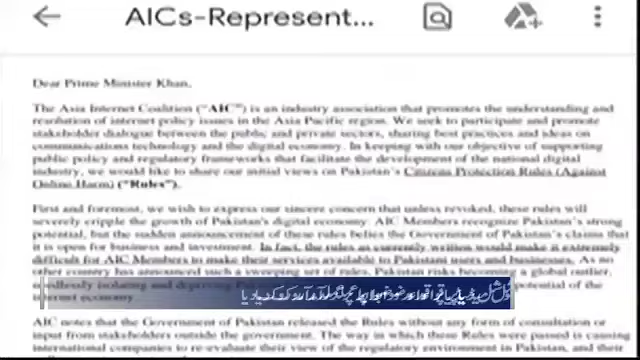 AICs-Represent...
Dear Prime Minister Khan,
The Asia Internet Coalition ("AIC") is an industry association that promotes the understanding and
resolution of internet policy issues in the Asia Pacific region. We seek to participate and promote
stakeholder dialogue between the public and private sectors, sharing best practices and ideas on
communications technology and the digital economy. In keeping with our objective of supporting
public policy and regulatory frameworks that facilitate the development of the national digital
industry, we would like to share our initial views on Pakistan's Citizens Protection Rules (Against
Online Harm) ("Rules").
First and foremost, we wish to express our sincere concern that unless revoked, these rules will
severely cripple the growth of Pakistan's digital economy. AIC Members recognize Pakistan's strong
potential, but the sudden announcement of these rules belies the Government of Pakistan's claims that
it is open for business and investment. In fact, the rules as currently written would make it extremely
difficult for AIC Members to make their services available to Pakistani users and businesses. As no
other country has announced such a sweeping set of rules, Pakistan risks becoming a global outlier,
needlessly isolating and
internet economy.
AIC notes that the Government of Pakistan released the Rules without any form of consultation or
input from stakeholders outside the government. The way in which these Rules were passed is causing
international companies to re-evaluate their view of the regulatory environment in Pakistan, and their